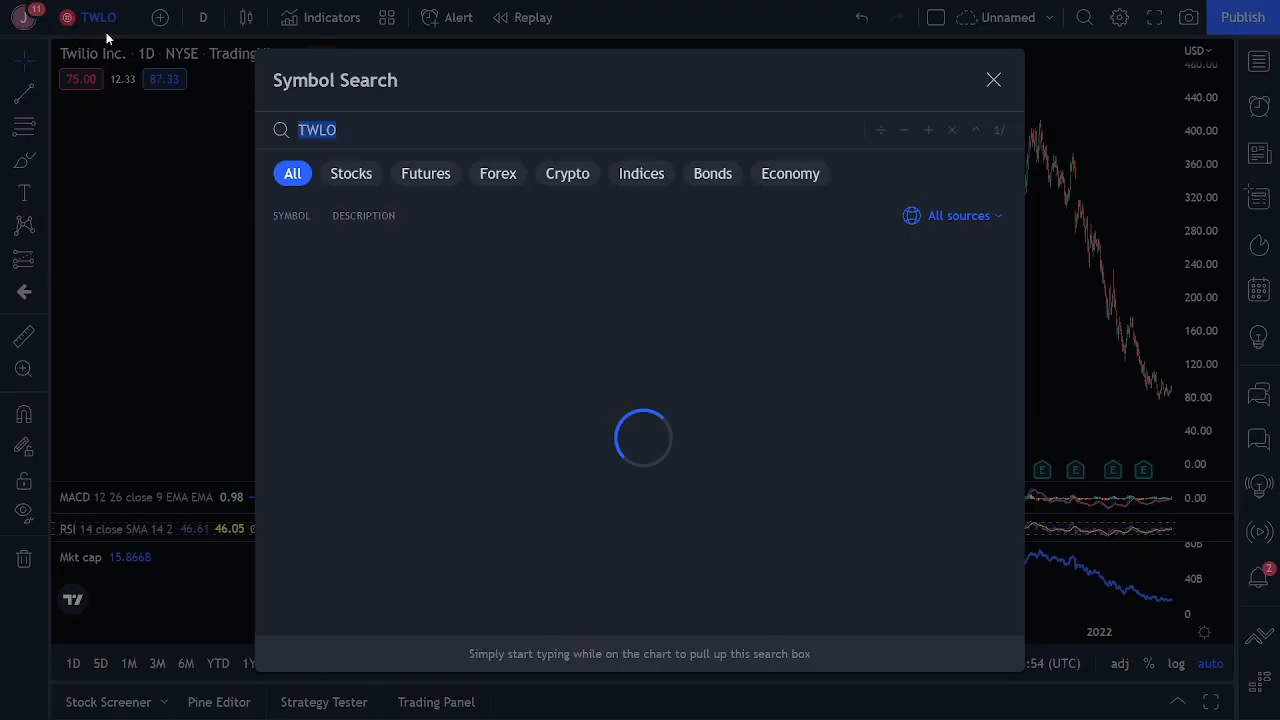 J 11 TWLO D Indicators Alert Replay Unnamed Publish
Twilio Inc. · 1D · NYSE · Trading
75.00 12.33 87.33
Symbol Search
TWLO 1/
All Stocks Futures Forex Crypto Indices Bonds Economy
SYMBOL DESCRIPTION All sources
USD
480.00
440.00
400.00
360.00
320.00
280.00
240.00
200.00
160.00
120.00
80.00
40.00
0.00
E E E E
MACD 12 26 close 9 EMA EMA 0.98 0.00
RSI 14 close SMA 14 2 46.61 46.05
Mkt cap 15.866B
80B
40B
0
2
2022
Simply start typing while on the chart to pull up this search box
1D 5D 1M 3M 6M YTD 1Y :54 (UTC) adj % log auto
Stock Screener Pine Editor Strategy Tester Trading Panel